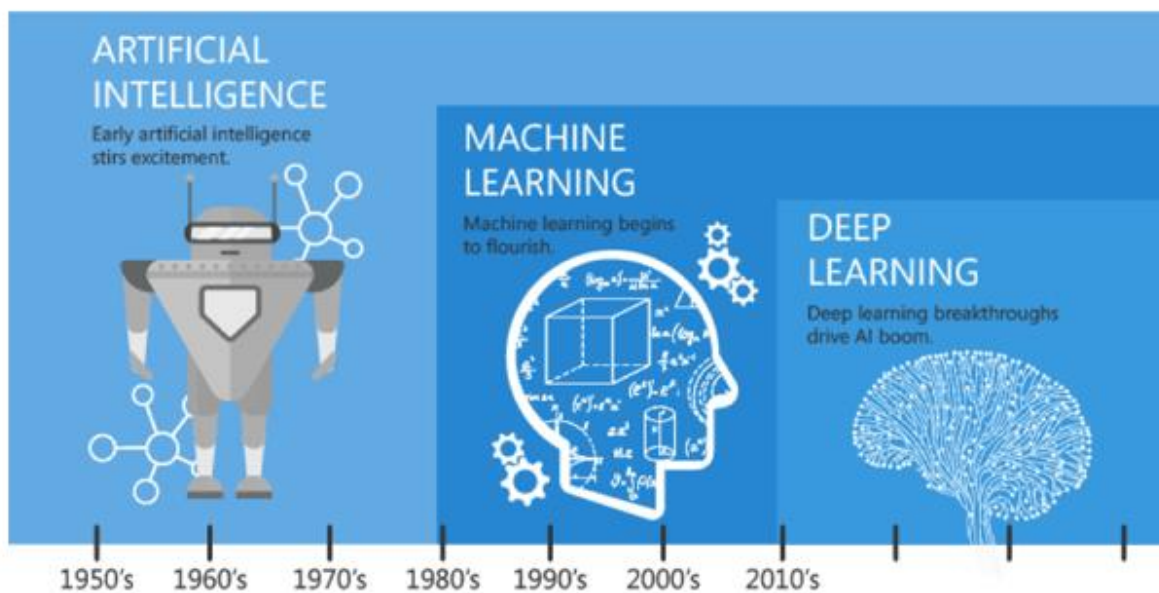 ARTIFICIAL
INTELLIGENCE
Early artificial intelligence
stirs excitement.
MACHINE
LEARNING
Machine learning begins
to flourish.
DEEP
LEARNING
Deep learning breakthroughs
drive AI boom.
1950's 1960's 1970's 1980's 1990's 2000's 2010's